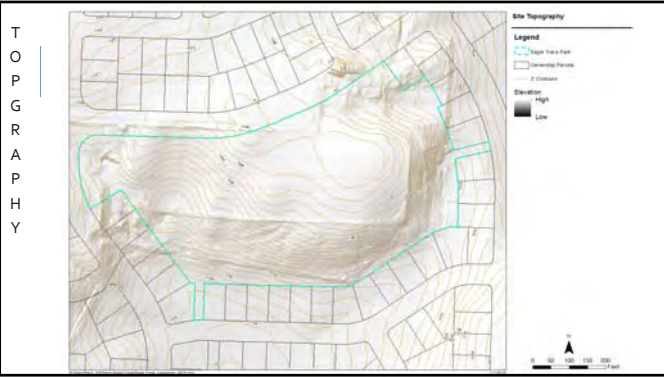 T
O
P
G
R
A
P
H
Y
Site Topography
Legend
Eagle Trace Park
Ownership Parcels
2' Contours
Elevation
High
Low
N
0 50 100 150 200
Feet